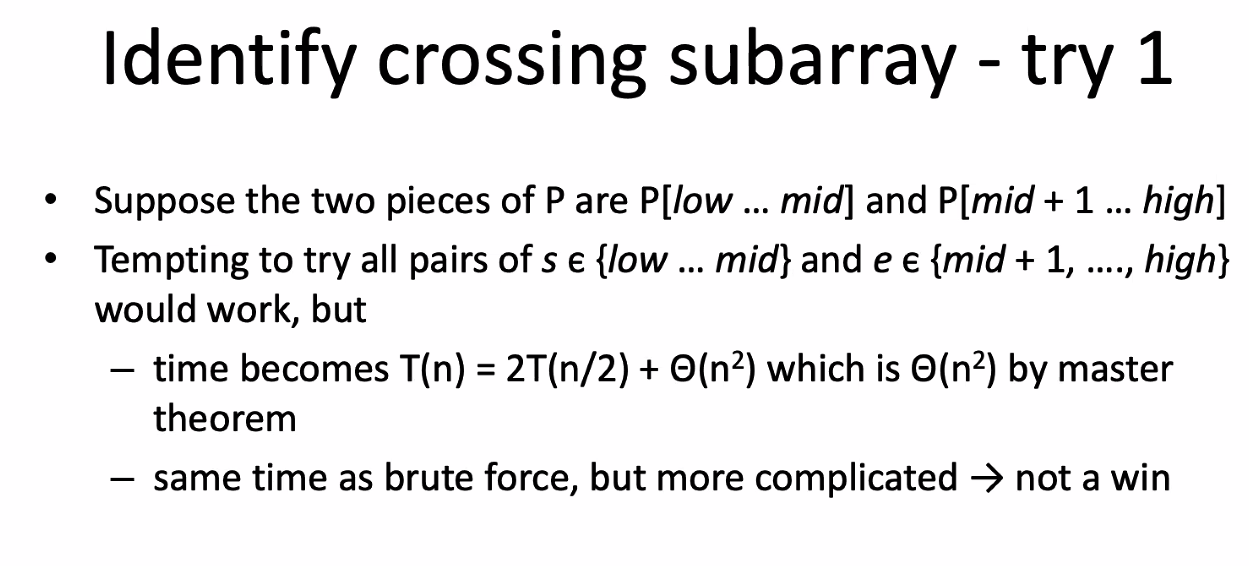 Identify crossing subarray - try 1
• Suppose the two pieces of P are P[low ... mid] and P[mid + 1 ... high]
• Tempting to try all pairs of s ϵ {low ... mid} and e ϵ {mid + 1, ...., high}
would work, but
– time becomes T(n) = 2T(n/2) + Θ(n²) which is Θ(n²) by master
theorem
– same time as brute force, but more complicated → not a win